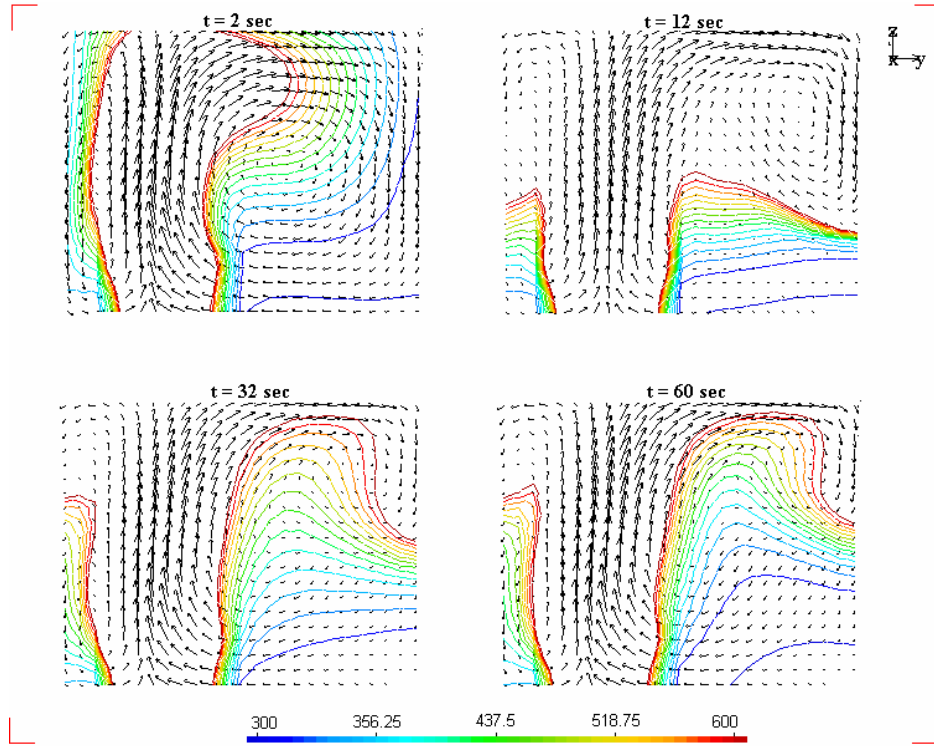 t = 2 sec
t = 12 sec
z
x y
t = 32 sec
t = 60 sec
300 356.25 437.5 518.75 600